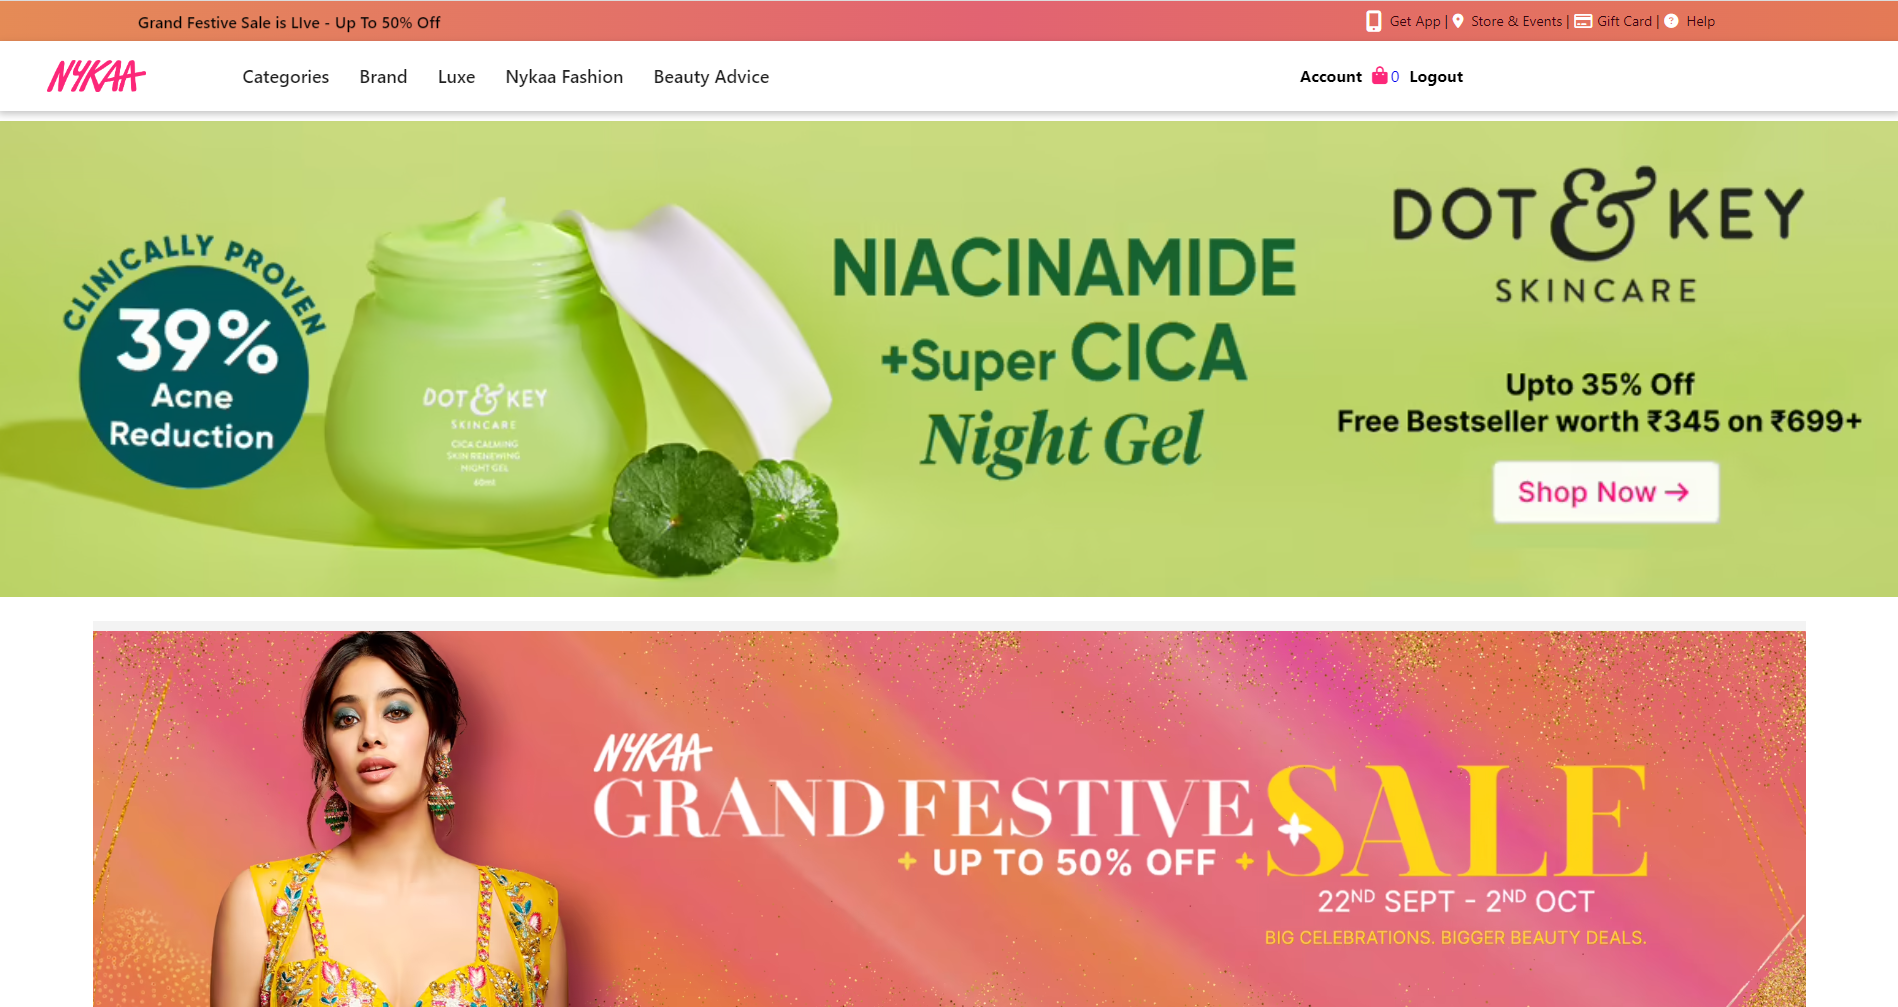 Grand Festive Sale is LIve - Up To 50% Off
Get App | Store & Events | Gift Card | Help
NYKAA
Categories Brand Luxe Nykaa Fashion Beauty Advice
Account 0 Logout
CLINICALLY PROVEN
39%
Acne
Reduction
DOT & KEY
SKINCARE
CICA CALMING
SKIN RENEWING
NIGHT GEL
60ml
NIACINAMIDE
+Super CICA
Night Gel
DOT & KEY
SKINCARE
Upto 35% Off
Free Bestseller worth ₹345 on ₹699+
Shop Now →
NYKAA
GRAND FESTIVE SALE
+ UP TO 50% OFF +
22ND SEPT - 2ND OCT
BIG CELEBRATIONS. BIGGER BEAUTY DEALS.